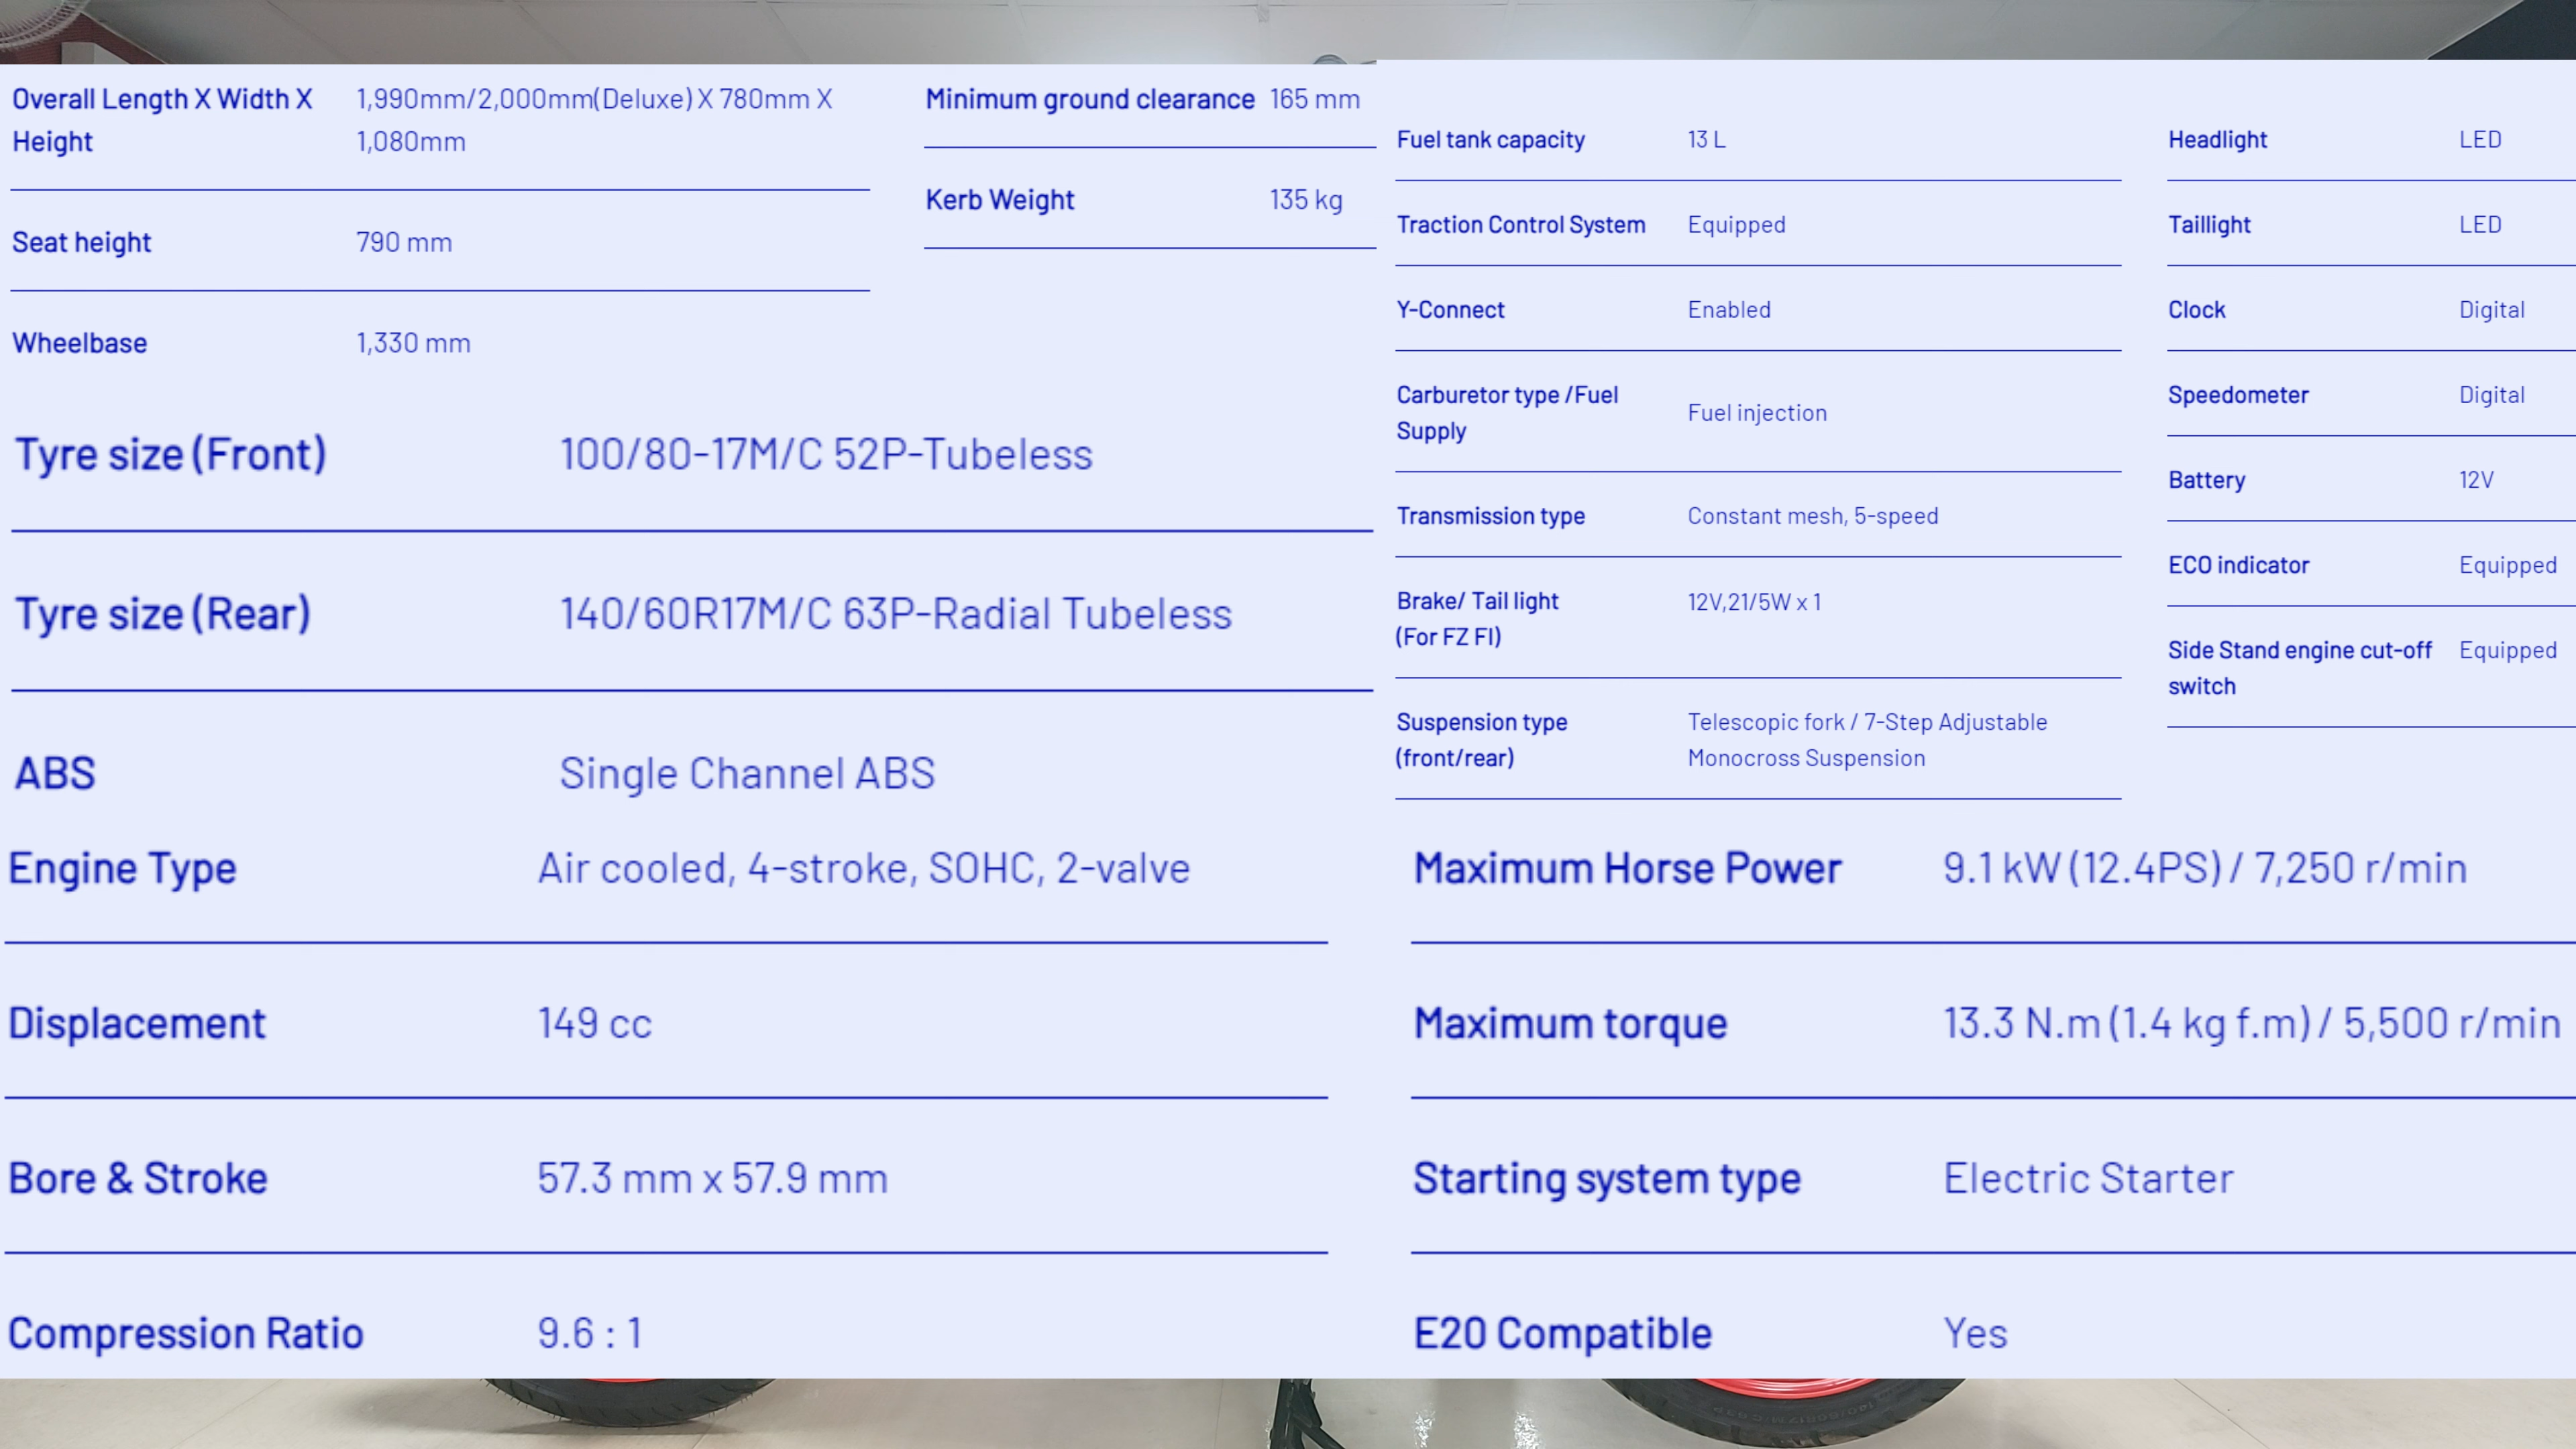 Overall Length X Width X 1,990mm/2,000mm(Deluxe) X 780mm X
Height 1,080mm
Seat height 790 mm
Wheelbase 1,330 mm
Minimum ground clearance 165 mm
Kerb Weight 135 kg
Tyre size (Front) 100/80-17M/C 52P-Tubeless
Tyre size (Rear) 140/60R17M/C 63P-Radial Tubeless
ABS Single Channel ABS
Fuel tank capacity 13 L
Traction Control System Equipped
Y-Connect Enabled
Carburetor type /Fuel
Supply Fuel injection
Transmission type Constant mesh, 5-speed
Brake/ Tail light 12V,21/5W x 1
(For FZ FI)
Suspension type Telescopic fork / 7-Step Adjustable
(front/rear) Monocross Suspension
Headlight LED
Taillight LED
Clock Digital
Speedometer Digital
Battery 12V
ECO indicator Equipped
Side Stand engine cut-off Equipped
switch
Engine Type Air cooled, 4-stroke, SOHC, 2-valve
Displacement 149 cc
Bore & Stroke 57.3 mm x 57.9 mm
Compression Ratio 9.6 : 1
Maximum Horse Power 9.1 kW (12.4PS) / 7,250 r/min
Maximum torque 13.3 N.m (1.4 kg f.m) / 5,500 r/min
Starting system type Electric Starter
E20 Compatible Yes